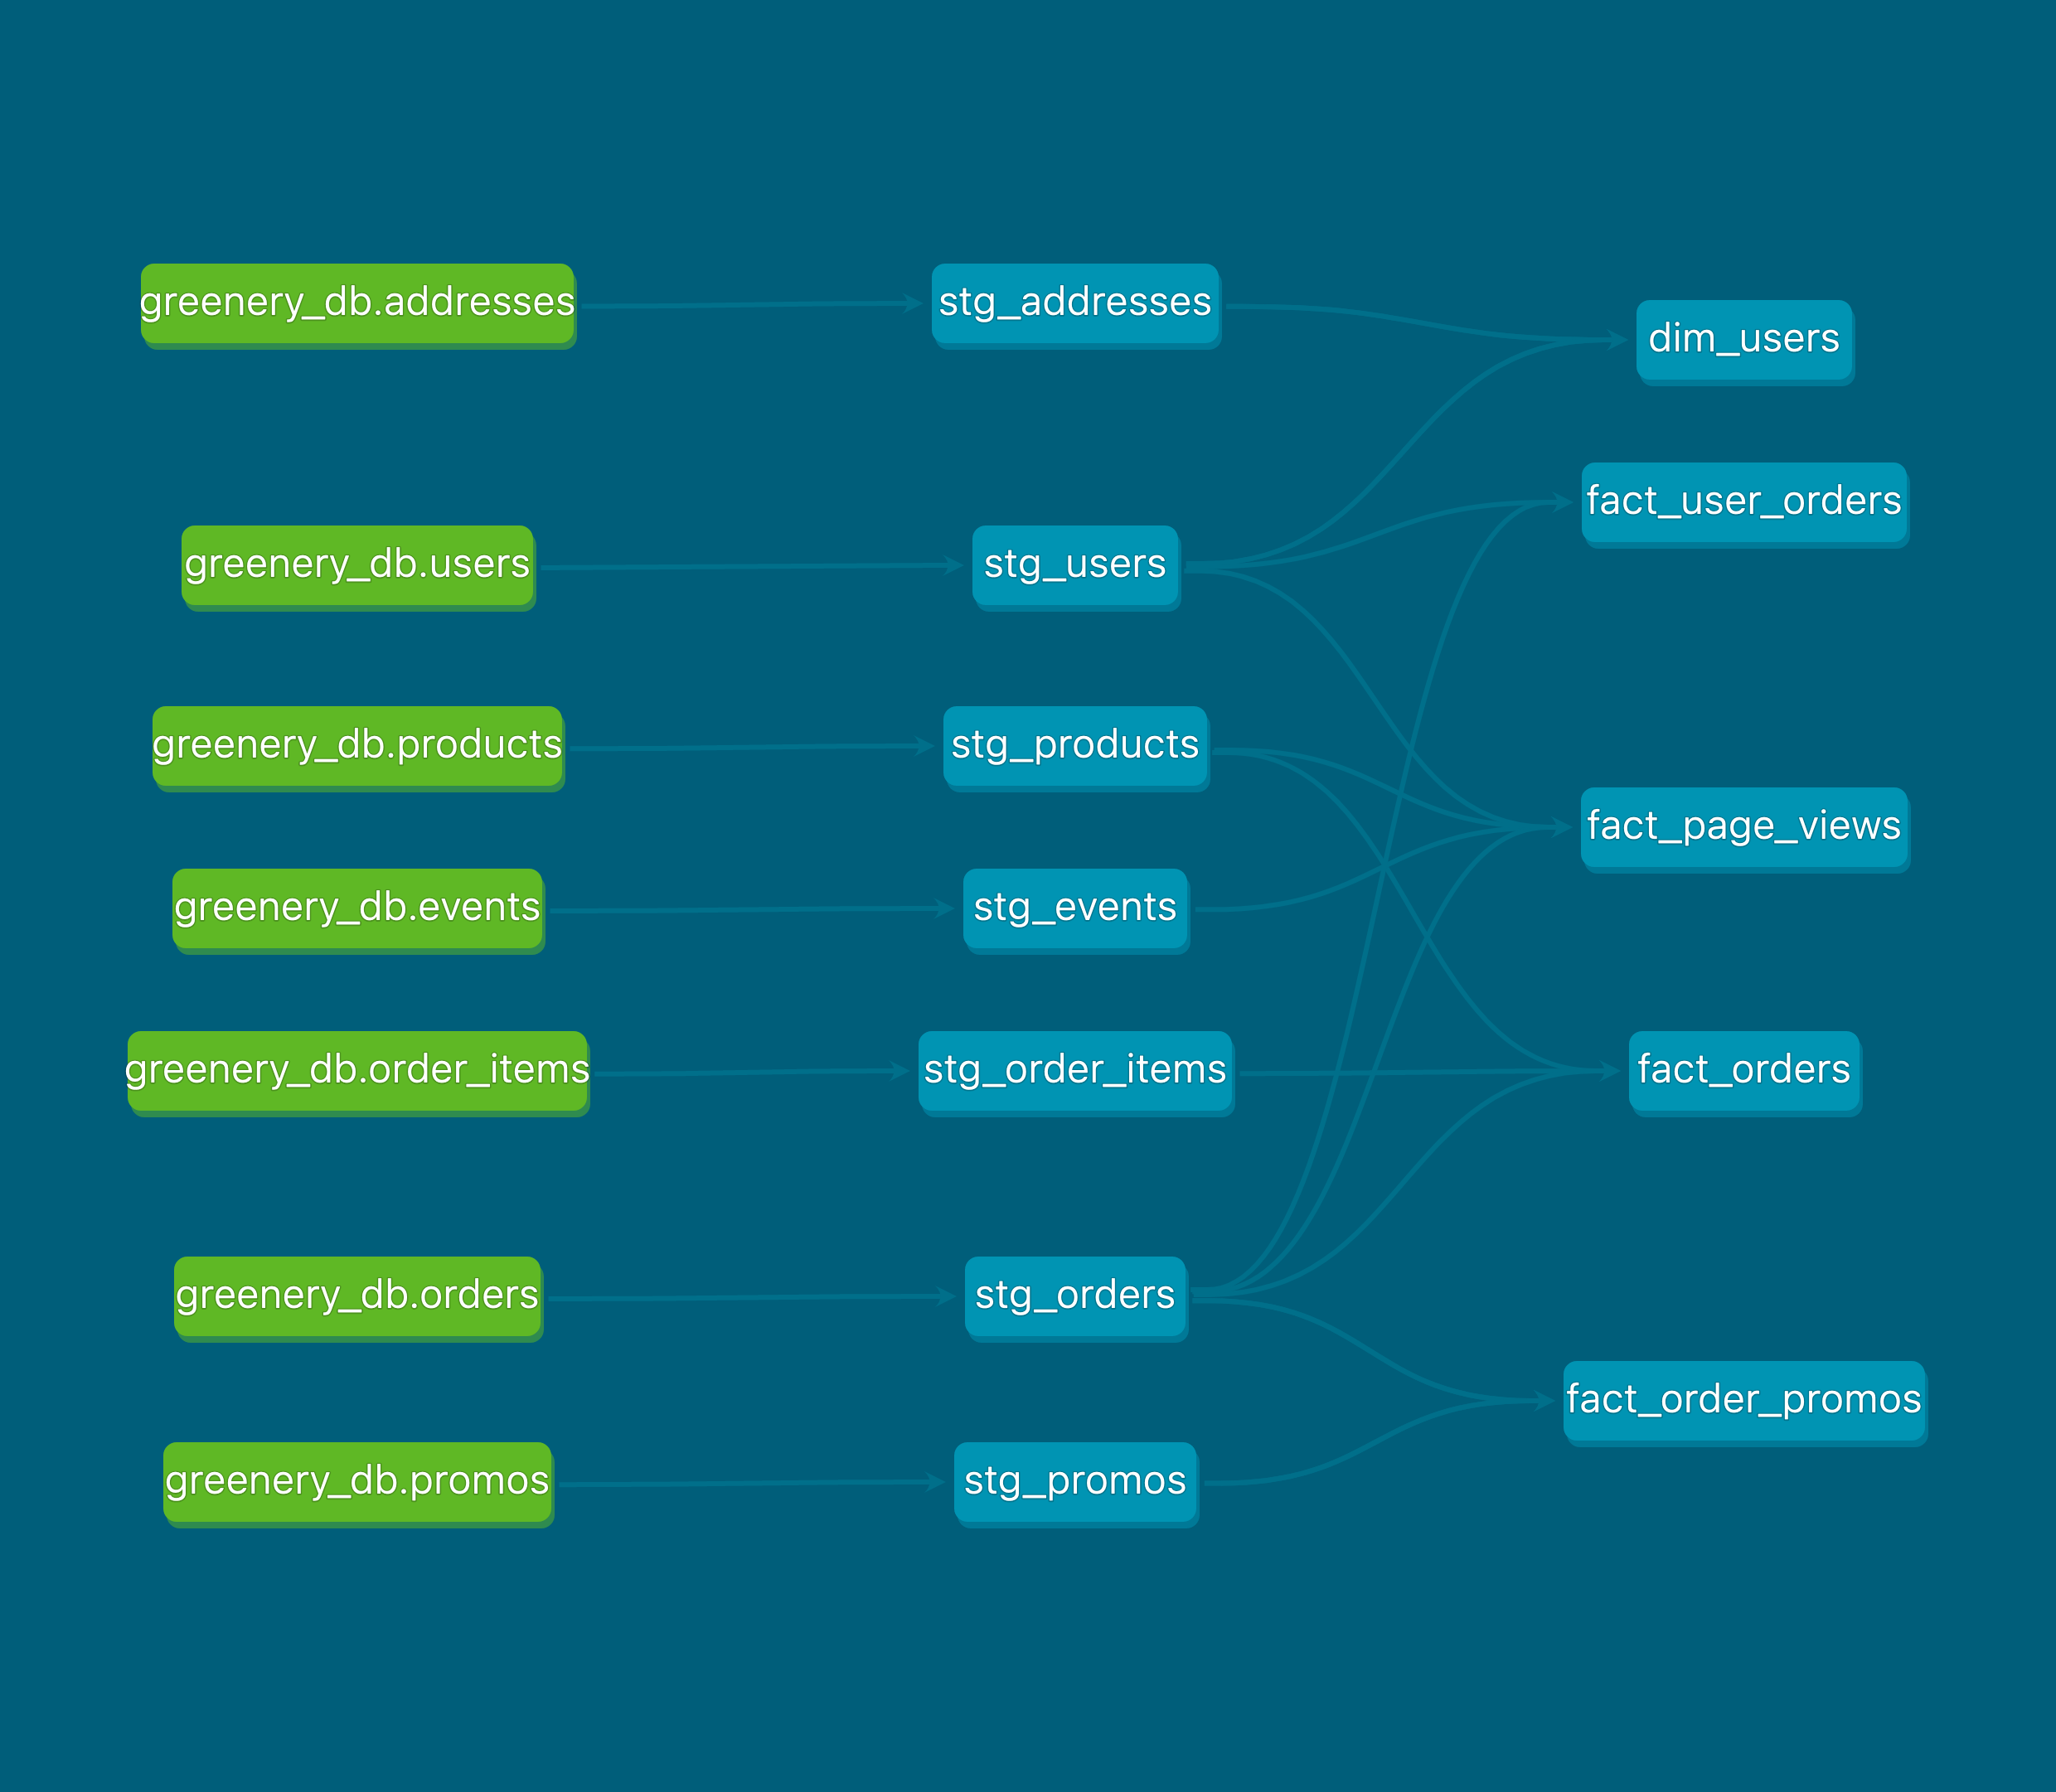 greenery_db.addresses
stg_addresses
dim_users
greenery_db.users
stg_users
fact_user_orders
greenery_db.products
stg_products
fact_page_views
greenery_db.events
stg_events
greenery_db.order_items
stg_order_items
fact_orders
greenery_db.orders
stg_orders
fact_order_promos
greenery_db.promos
stg_promos